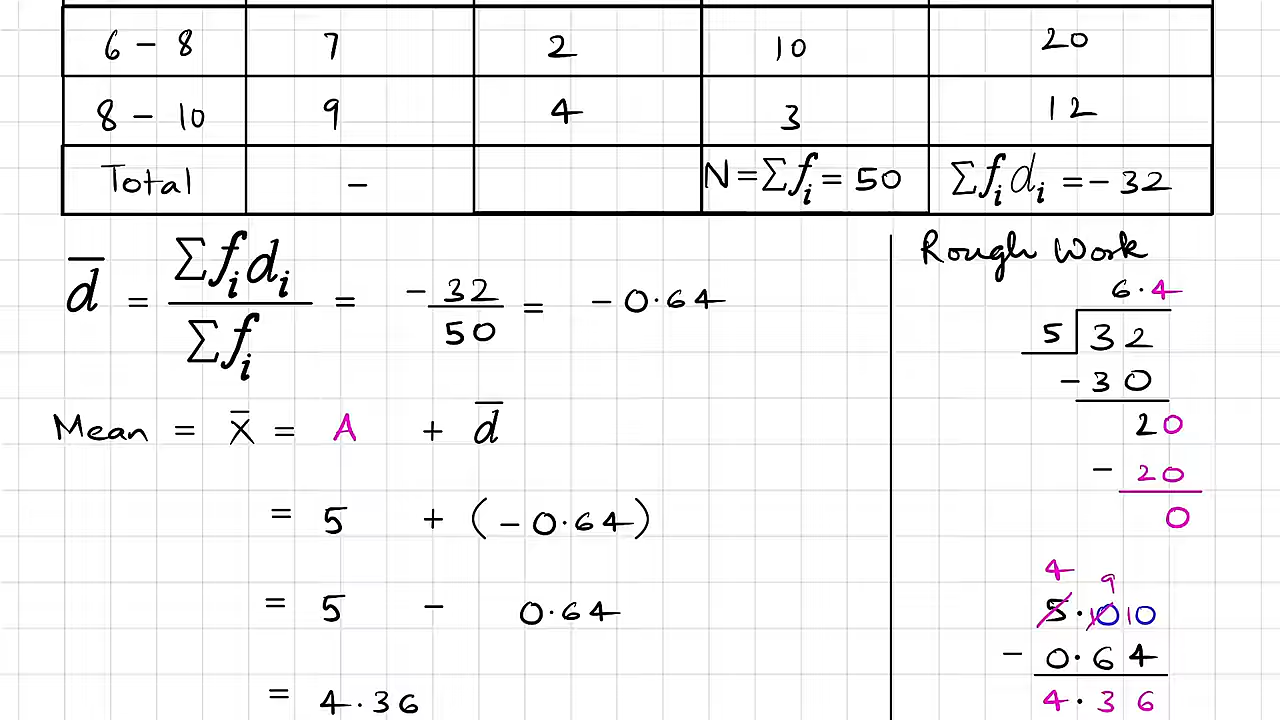 6 - 8 7 2 10 20
8 - 10 9 4 3 12
Total - N = Σfᵢ = 50 Σfᵢdᵢ = - 32
d̅ = Σfᵢdᵢ / Σfᵢ = - 32 / 50 = - 0.64
Mean = x̅ = A + d̅
= 5 + (- 0.64)
= 5 - 0.64
= 4.36
Rough Work
6.4
5 32
- 30
20
- 20
0
4 9
5.10 10
- 0.64
4.36